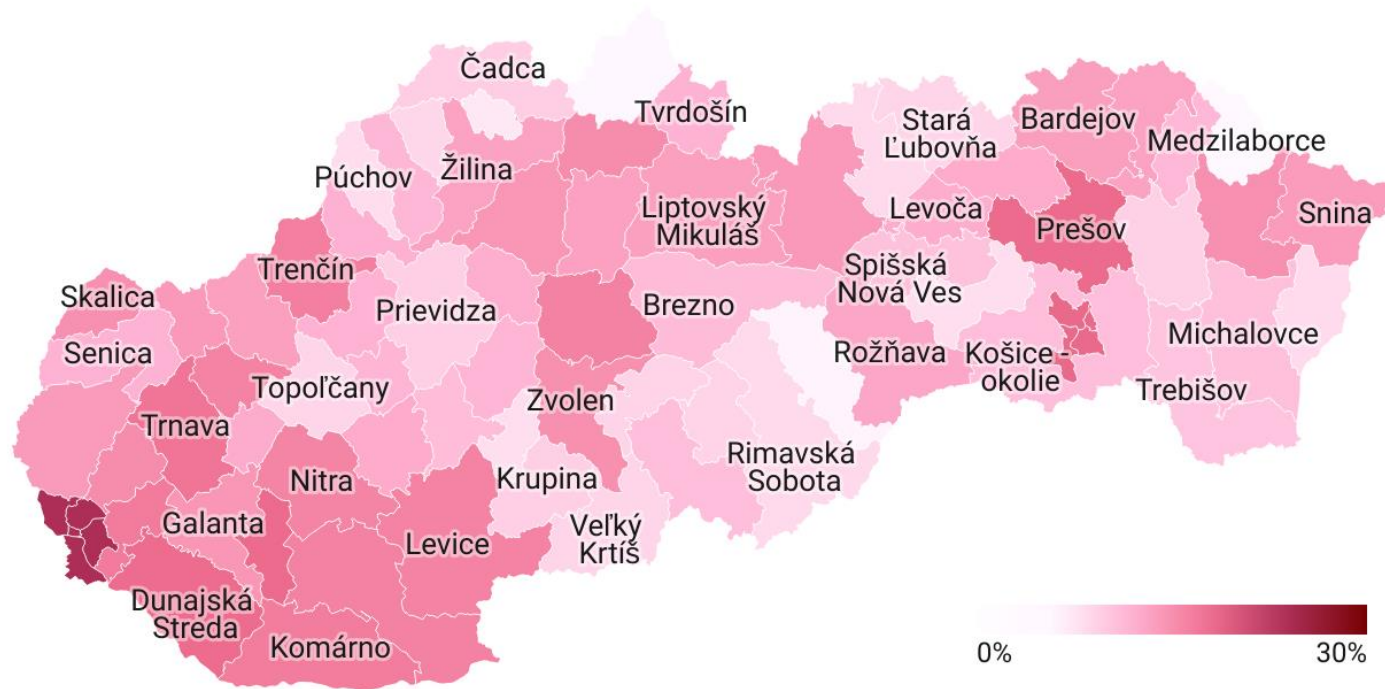 Čadca
Tvrdošín
Stará
Ľubovňa
Bardejov
Medzilaborce
Púchov
Žilina
Liptovský
Mikuláš
Levoča
Prešov
Snina
Trenčín
Spišská
Nová Ves
Skalica
Prievidza
Brezno
Senica
Rožňava
Košice -
okolie
Michalovce
Topoľčany
Zvolen
Trebišov
Trnava
Rimavská
Sobota
Nitra
Krupina
Galanta
Levice
Veľký
Krtíš
Dunajská
Streda
Komárno
0%
30%